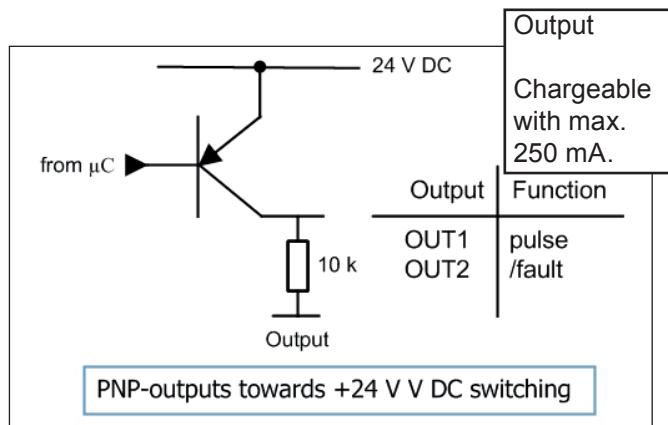 Output
Chargeable
with max.
250 mA.
24 V DC
from µC
Output Function
OUT1 pulse
OUT2 /fault
10 k
Output
PNP-outputs towards +24 V V DC switching